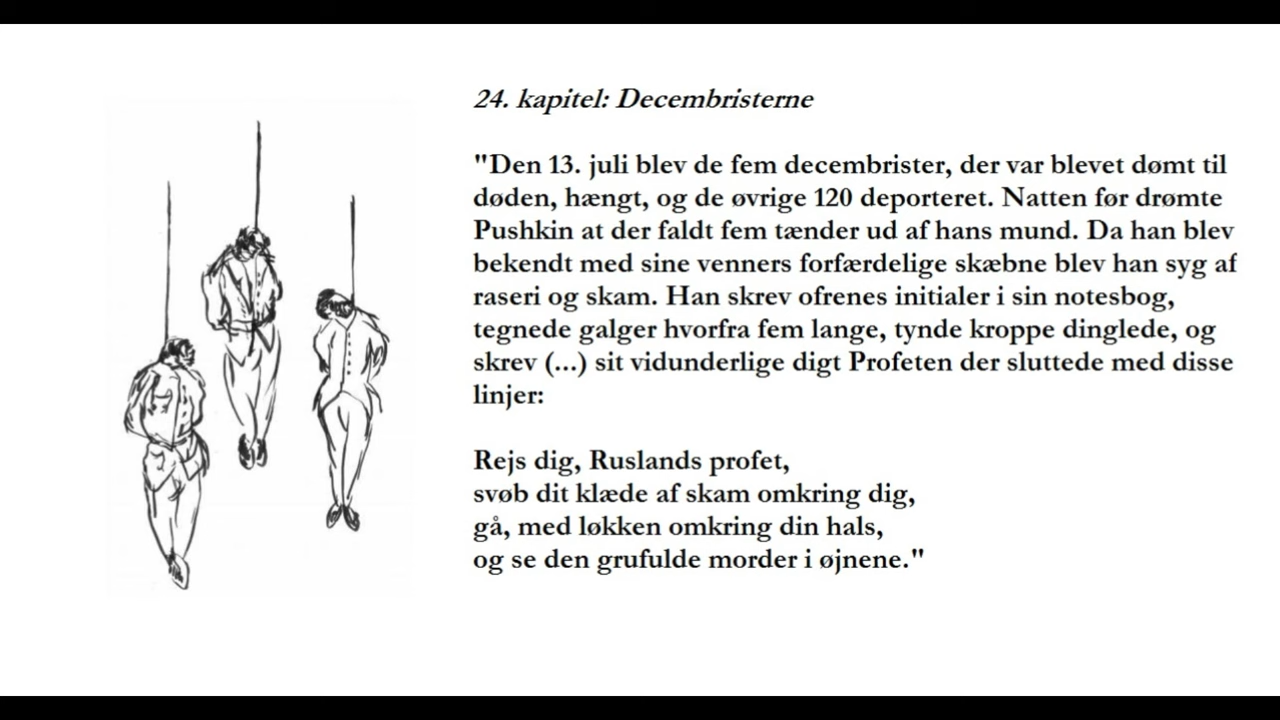 24. kapitel: Decembristerne
"Den 13. juli blev de fem decembrister, der var blevet dømt til
døden, hængt, og de øvrige 120 deporteret. Natten før drømte
Pushkin at der faldt fem tænder ud af hans mund. Da han blev
bekendt med sine venners forfærdelige skæbne blev han syg af
raseri og skam. Han skrev ofrenes initialer i sin notesbog,
tegnede galger hvorfra fem lange, tynde kroppe dinglede, og
skrev (...) sit vidunderlige digt Profeten der sluttede med disse
linjer:
Rejs dig, Ruslands profet,
svøb dit klæde af skam omkring dig,
gå, med løkken omkring din hals,
og se den grufulde morder i øjnene."